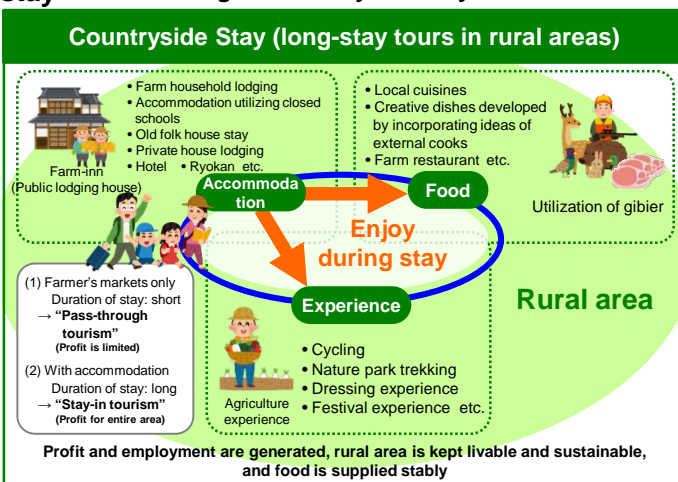 Countryside Stay (long-stay tours in rural areas)
• Farm household lodging
• Accommodation utilizing closed
schools
• Old folk house stay
• Private house lodging
• Hotel • Ryokan etc.
Farm-inn
(Public lodging house)
• Local cuisines
• Creative dishes developed
by incorporating ideas of
external cooks
• Farm restaurant etc.
Utilization of gibier
Accommoda
tion
Food
Enjoy
during stay
Experience
Rural area
(1) Farmer's markets only
Duration of stay: short
→ “Pass-through
tourism”
(Profit is limited)
(2) With accommodation
Duration of stay: long
→ “Stay-in tourism”
(Profit for entire area)
Agriculture
experience
• Cycling
• Nature park trekking
• Dressing experience
• Festival experience etc.
Profit and employment are generated, rural area is kept livable and sustainable,
and food is supplied stably